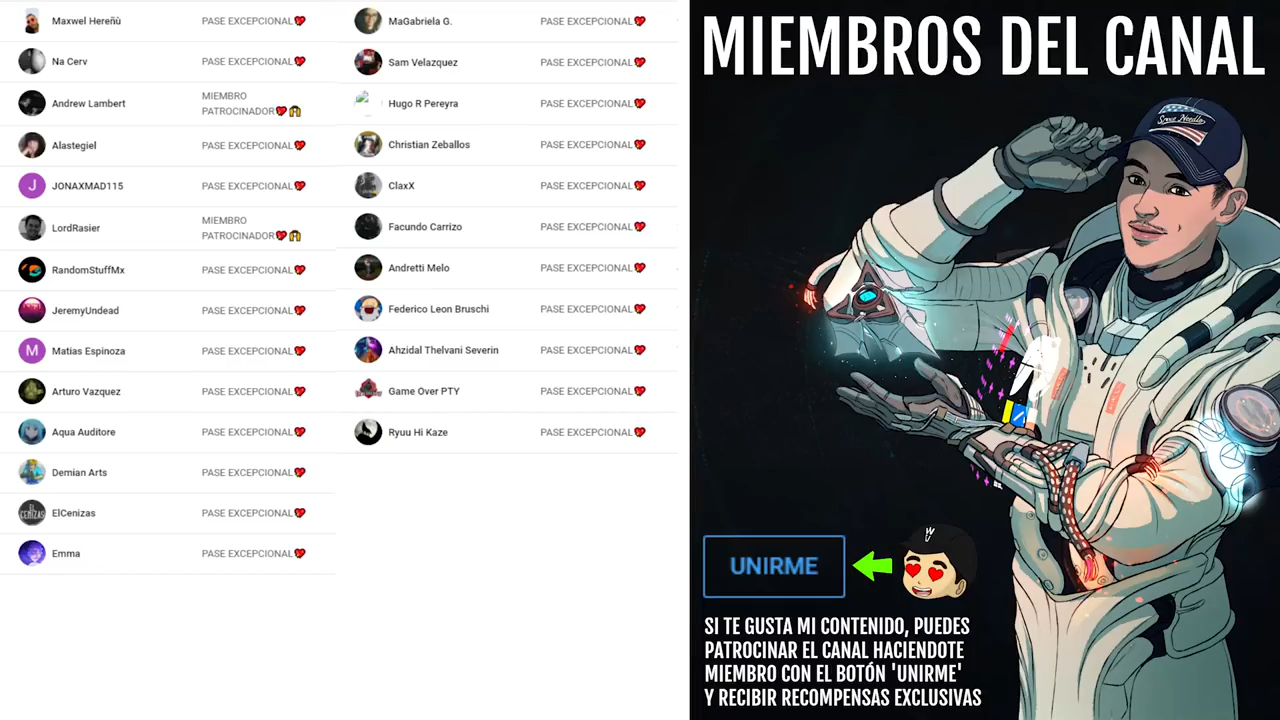 Maxwel Hereñù PASE EXCEPCIONAL
Na Cerv PASE EXCEPCIONAL
Andrew Lambert MIEMBRO
PATROCINADOR
Alastegiel PASE EXCEPCIONAL
J JONAXMAD115 PASE EXCEPCIONAL
LordRasier MIEMBRO
PATROCINADOR
RandomStuffMx PASE EXCEPCIONAL
JeremyUndead PASE EXCEPCIONAL
M Matias Espinoza PASE EXCEPCIONAL
Arturo Vazquez PASE EXCEPCIONAL
Aqua Auditore PASE EXCEPCIONAL
Demian Arts PASE EXCEPCIONAL
EL CENIZAS ElCenizas PASE EXCEPCIONAL
Emma PASE EXCEPCIONAL
MaGabriela G. PASE EXCEPCIONAL
Sam Velazquez PASE EXCEPCIONAL
Hugo R Pereyra PASE EXCEPCIONAL
Christian Zeballos PASE EXCEPCIONAL
ClaxX PASE EXCEPCIONAL
Facundo Carrizo PASE EXCEPCIONAL
Andretti Melo PASE EXCEPCIONAL
Federico Leon Bruschi PASE EXCEPCIONAL
Ahzidal Thelvani Severin PASE EXCEPCIONAL
Game Over PTY PASE EXCEPCIONAL
Ryuu Hi Kaze PASE EXCEPCIONAL
MIEMBROS DEL CANAL
Space Needle
UNIRME
SI TE GUSTA MI CONTENIDO, PUEDES
PATROCINAR EL CANAL HACIENDOTE
MIEMBRO CON EL BOTÓN 'UNIRME'
Y RECIBIR RECOMPENSAS EXCLUSIVAS